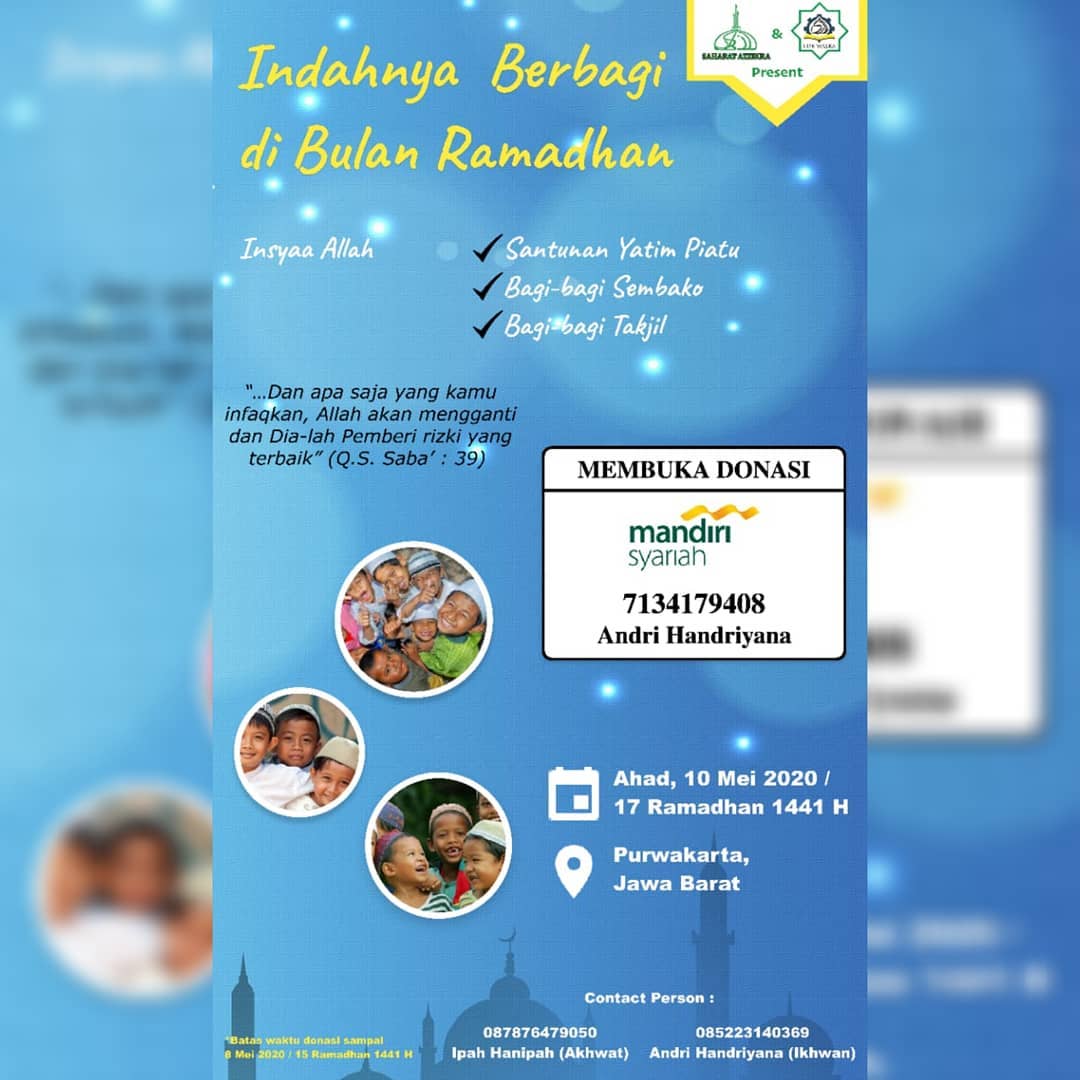 SAHABAT AZZIKRA
&
Present
Indahnya Berbagi
di Bulan Ramadhan
Insyaa Allah
Santunan Yatim Piatu
Bagi-bagi Sembako
Bagi-bagi Takjil
“...Dan apa saja yang kamu
infaqkan, Allah akan mengganti
dan Dia-lah Pemberi rizki yang
terbaik” (Q.S. Saba’ : 39)
MEMBUKA DONASI
mandiri
syariah
7134179408
Andri Handriyana
Ahad, 10 Mei 2020 /
17 Ramadhan 1441 H
Purwakarta,
Jawa Barat
Contact Person :
087876479050
Ipah Hanipah (Akhwat)
085223140369
Andri Handriyana (Ikhwan)
*Batas waktu donasi sampai
8 Mei 2020 / 15 Ramadhan 1441 H